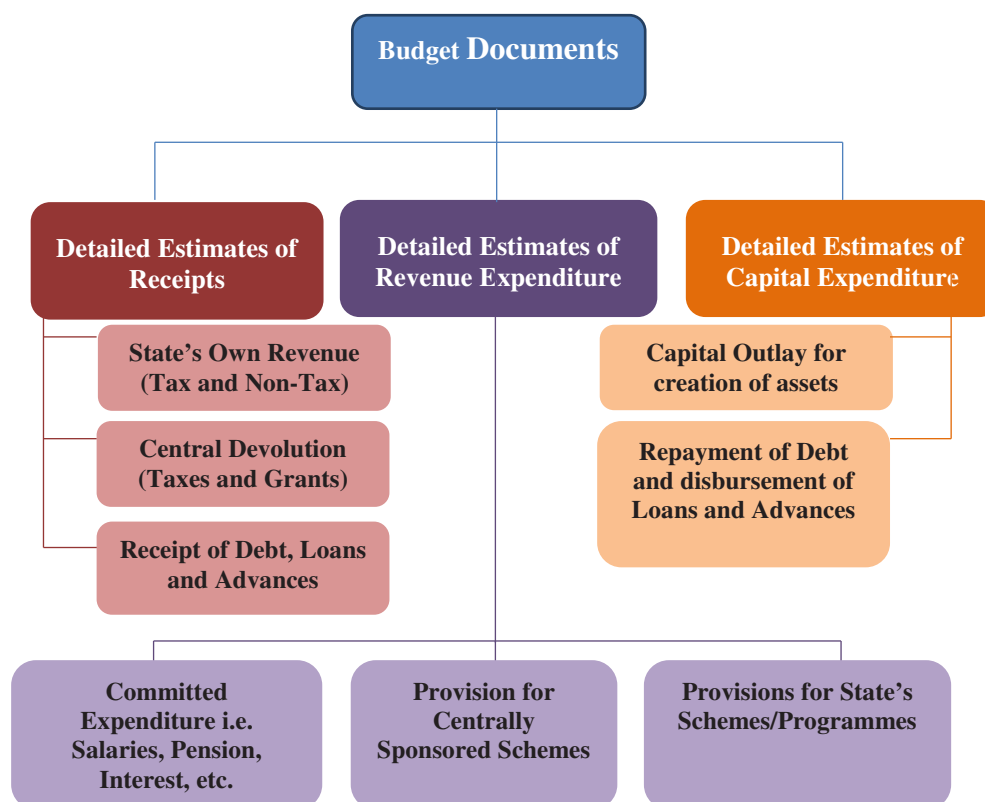 Budget Documents
Detailed Estimates of
Receipts
Detailed Estimates of
Revenue Expenditure
Detailed Estimates of
Capital Expenditure
State’s Own Revenue
(Tax and Non-Tax)
Central Devolution
(Taxes and Grants)
Receipt of Debt, Loans
and Advances
Capital Outlay for
creation of assets
Repayment of Debt
and disbursement of
Loans and Advances
Committed
Expenditure i.e.
Salaries, Pension,
Interest, etc.
Provision for
Centrally
Sponsored Schemes
Provisions for State’s
Schemes/Programmes